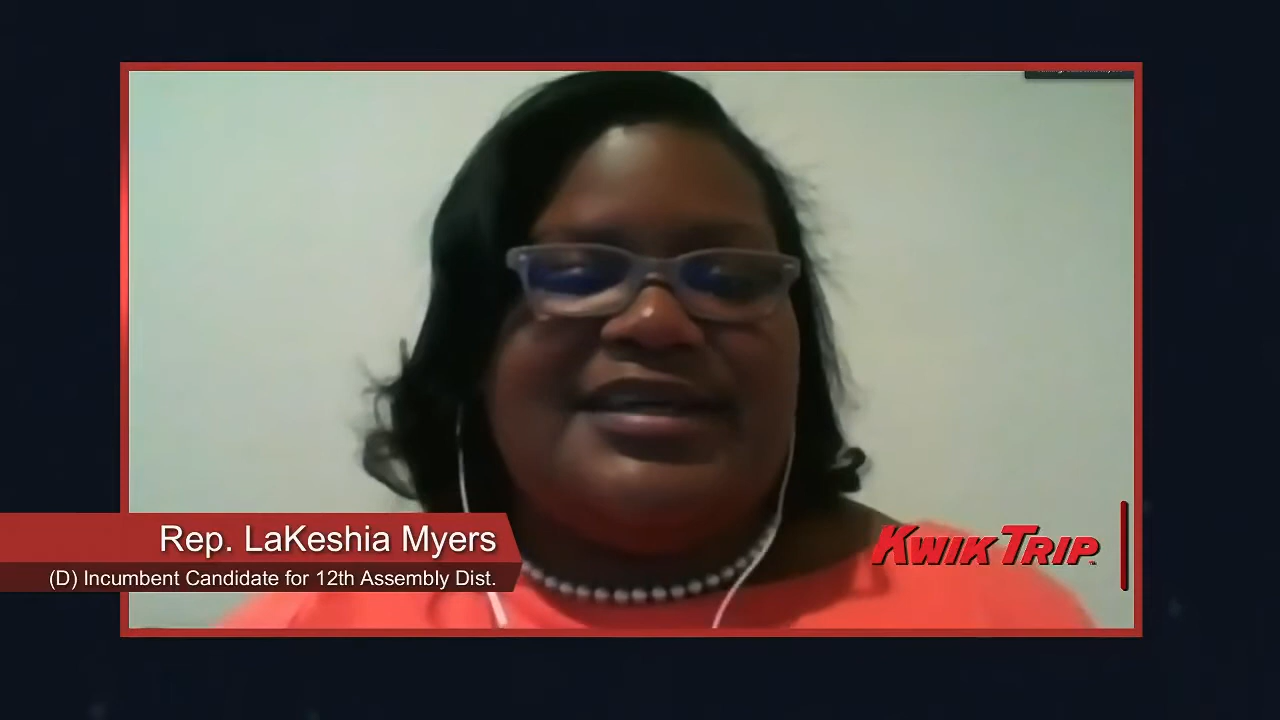 Rep. LaKeshia Myers
(D) Incumbent Candidate for 12th Assembly Dist.
KWIK TRIP